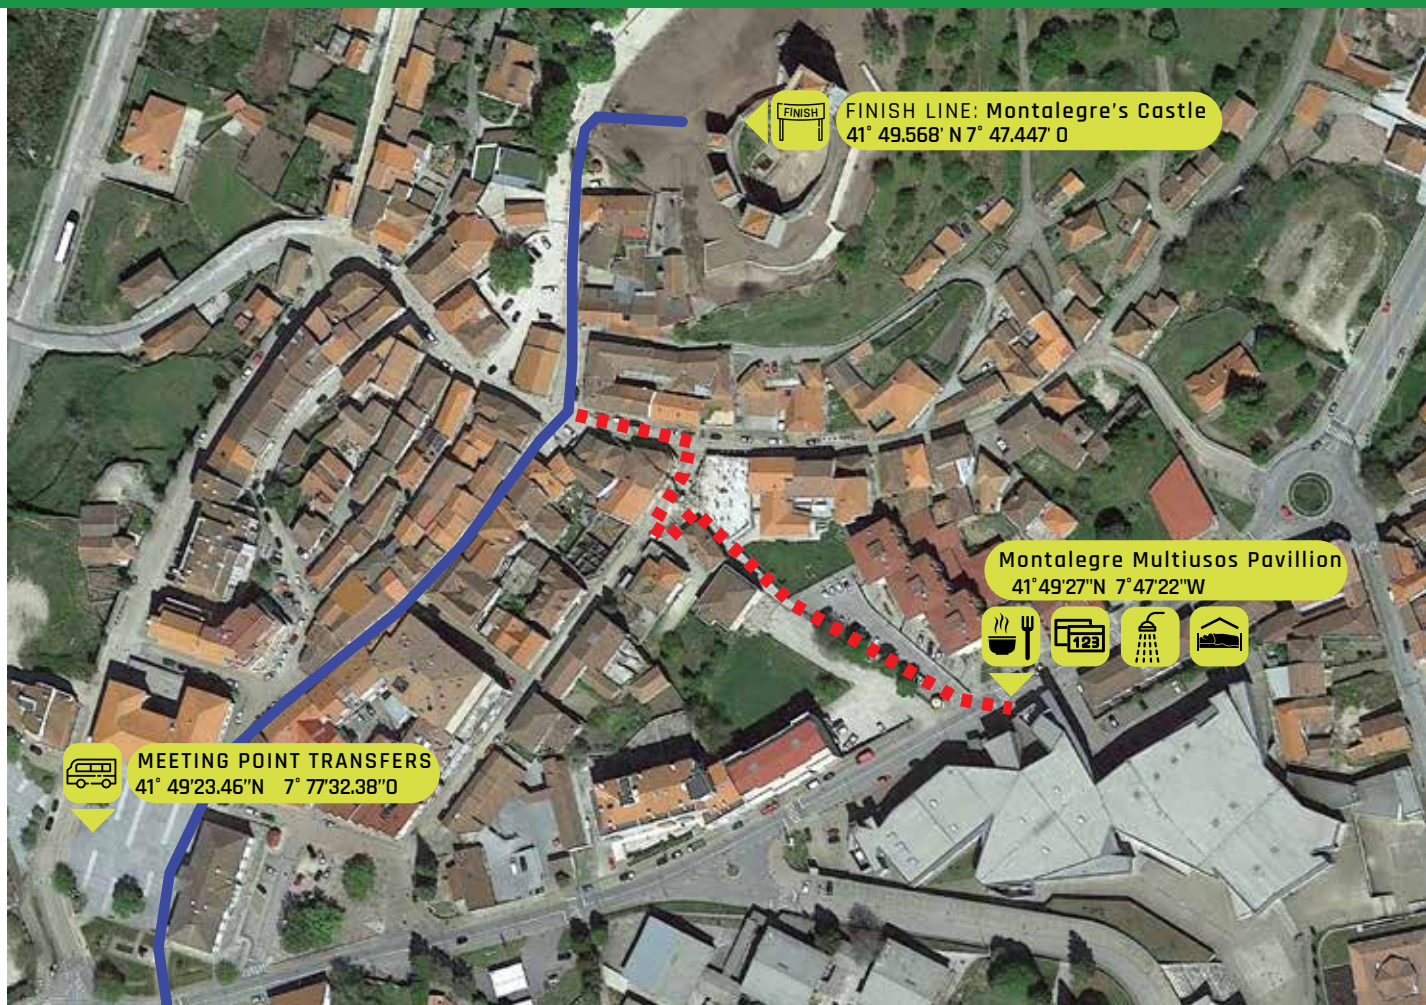 FINISH
FINISH LINE: Montalegre's Castle
41° 49.568' N 7° 47.447' O
Montalegre Multiusos Pavillion
41°49'27"N 7°47'22"W
123
MEETING POINT TRANSFERS
41° 49'23.46"N 7° 77'32.38"O